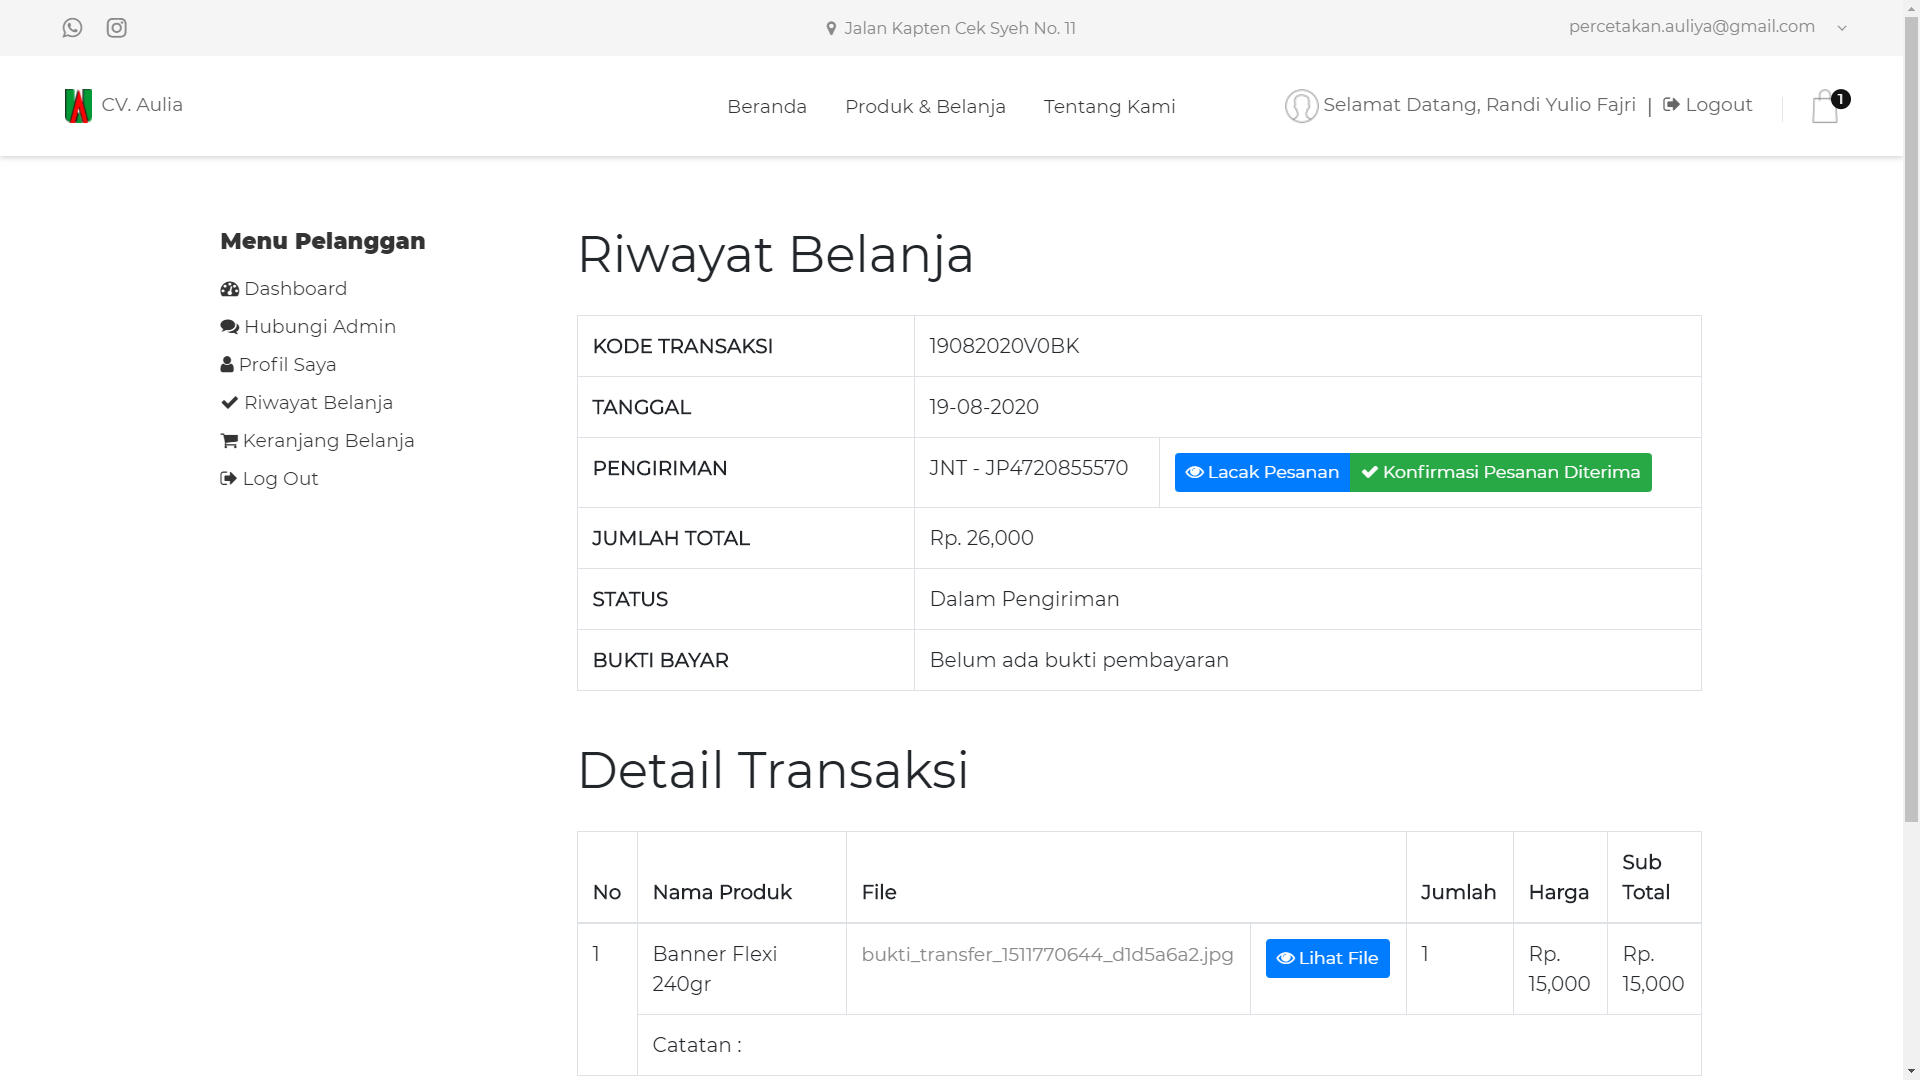 Jalan Kapten Cek Syeh No. 11
percetakan.auliya@gmail.com
CV. Aulia
Beranda
Produk & Belanja
Tentang Kami
Selamat Datang, Randi Yulio Fajri | Logout
1
Menu Pelanggan
Dashboard
Hubungi Admin
Profil Saya
Riwayat Belanja
Keranjang Belanja
Log Out
Riwayat Belanja
KODE TRANSAKSI 19082020V0BK
TANGGAL 19-08-2020
PENGIRIMAN JNT - JP4720855570 Lacak Pesanan Konfirmasi Pesanan Diterima
JUMLAH TOTAL Rp. 26,000
STATUS Dalam Pengiriman
BUKTI BAYAR Belum ada bukti pembayaran
Detail Transaksi
No Nama Produk File Jumlah Harga Sub
Total
1 Banner Flexi bukti_transfer_1511770644_d1d5a6a2.jpg Lihat File 1 Rp. Rp.
240gr 15,000 15,000
Catatan :